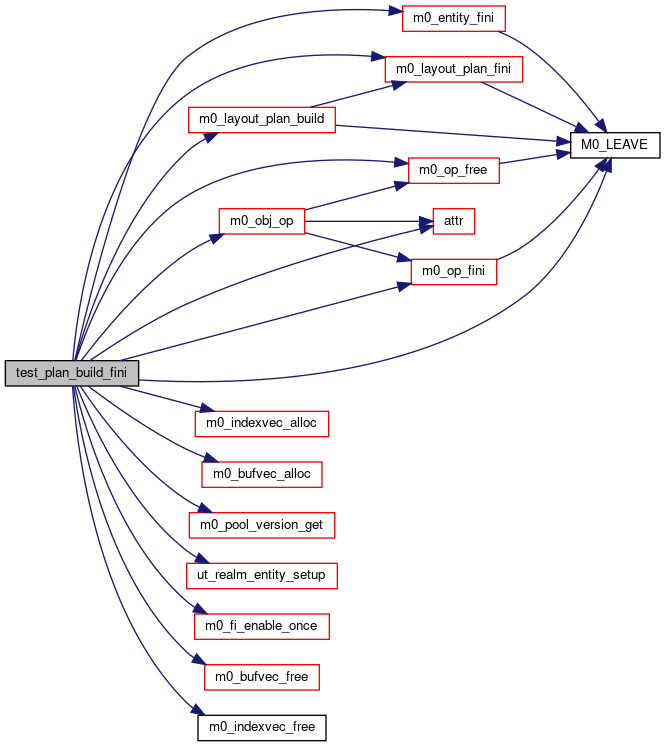 m0_entity_fini
m0_layout_plan_fini
m0_layout_plan_build
M0_LEAVE
m0_op_free
m0_obj_op
attr
m0_op_fini
test_plan_build_fini
m0_indexvec_alloc
m0_bufvec_alloc
m0_pool_version_get
ut_realm_entity_setup
m0_fi_enable_once
m0_bufvec_free
m0_indexvec_free